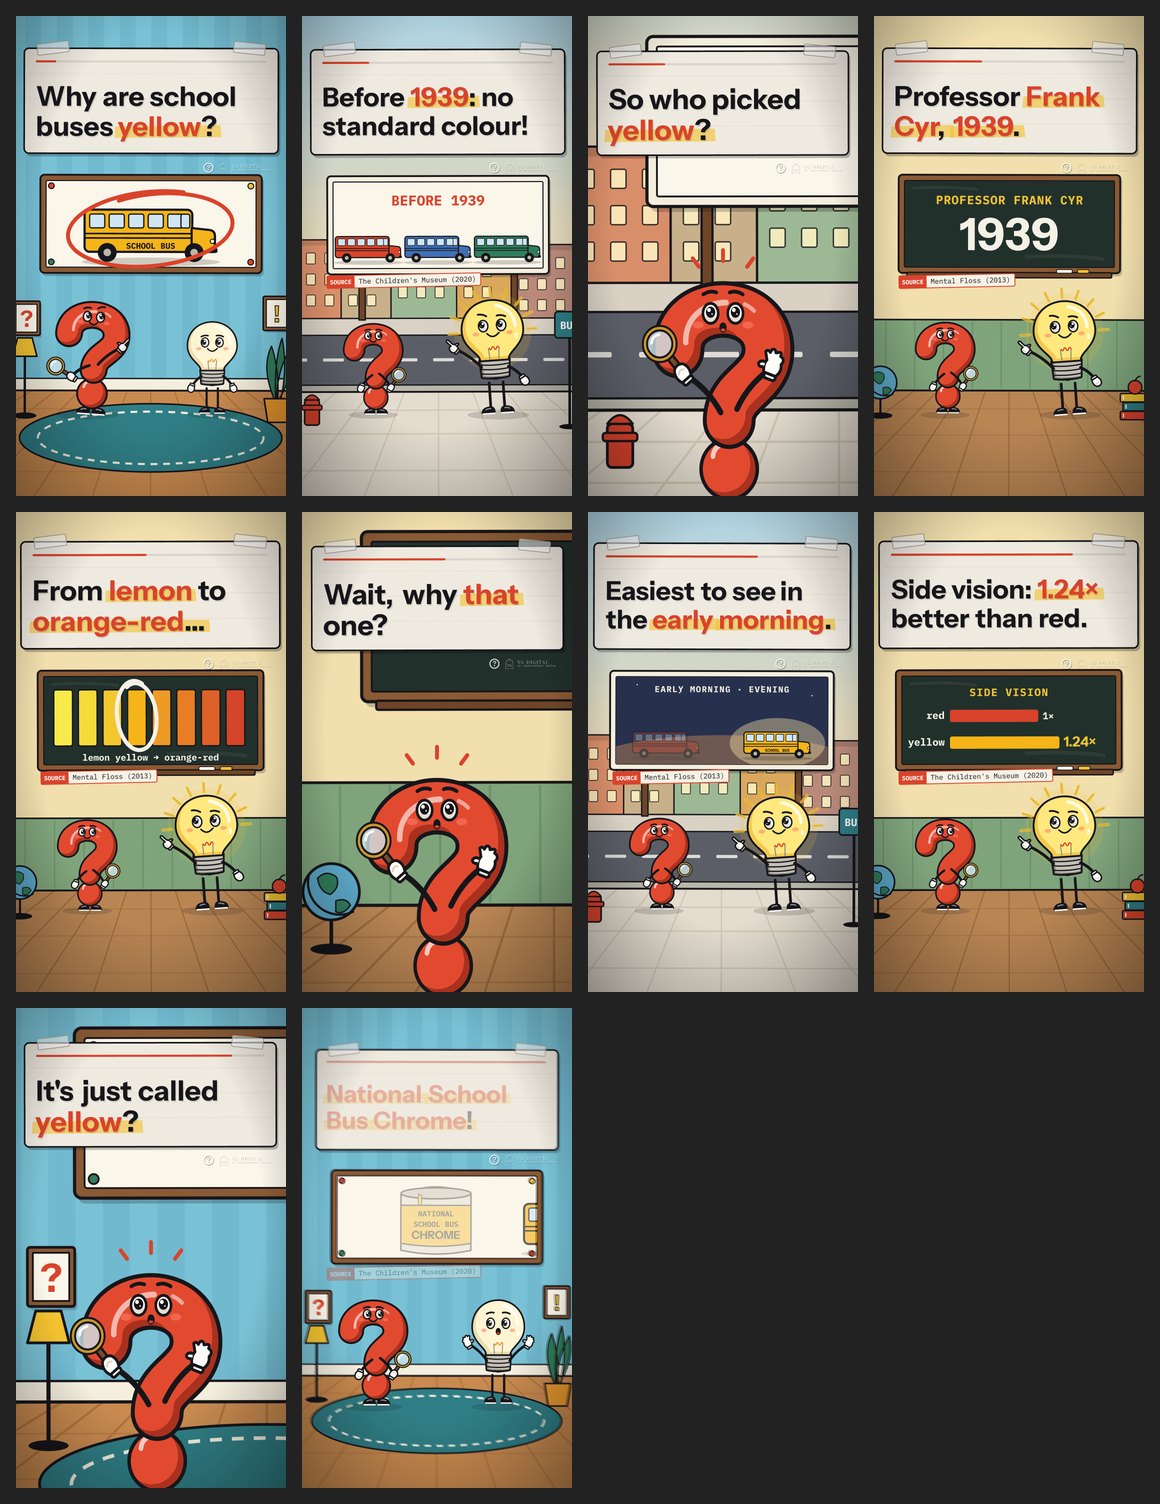 Why are school
buses yellow?
SCHOOL BUS
?
!
Before 1939: no
standard colour!
BEFORE 1939
SOURCE The Children's Museum (2020)
BU
So who picked
yellow?
Professor Frank
Cyr, 1939.
PROFESSOR FRANK CYR
1939
SOURCE Mental Floss (2013)
From lemon to
orange-red...
lemon yellow → orange-red
SOURCE Mental Floss (2013)
Wait, why that
one?
YG DIGITAL
Easiest to see in
the early morning.
EARLY MORNING · EVENING
SCHOOL BUS
SOURCE Mental Floss (2013)
BU
Side vision: 1.24×
better than red.
SIDE VISION
red 1×
yellow 1.24×
SOURCE The Children's Museum (2020)
It's just called
yellow?
?
National School
Bus Chrome!
NATIONAL
SCHOOL BUS
CHROME
SOURCE The Children's Museum (2020)
?
!